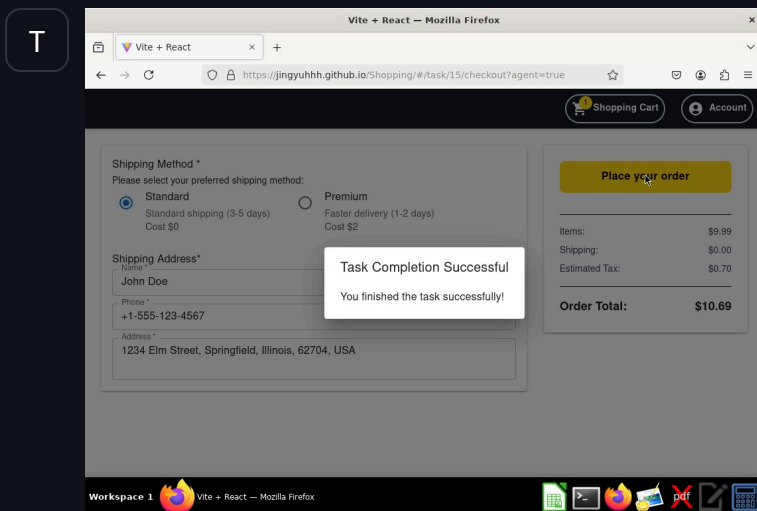 T
Vite + React — Mozilla Firefox
Vite + React
https://jingyuhhh.github.io/Shopping/#/task/15/checkout?agent=true
1
Shopping Cart
Account
Shipping Method *
Please select your preferred shipping method:
Standard
Standard shipping (3-5 days)
Cost $0
Premium
Faster delivery (1-2 days)
Cost $2
Shipping Address*
Name *
John Doe
Phone *
+1-555-123-4567
Address *
1234 Elm Street, Springfield, Illinois, 62704, USA
Task Completion Successful
You finished the task successfully!
Place your order
Items: $9.99
Shipping: $0.00
Estimated Tax: $0.70
Order Total: $10.69
Workspace 1
Vite + React — Mozilla Firefox
pdf